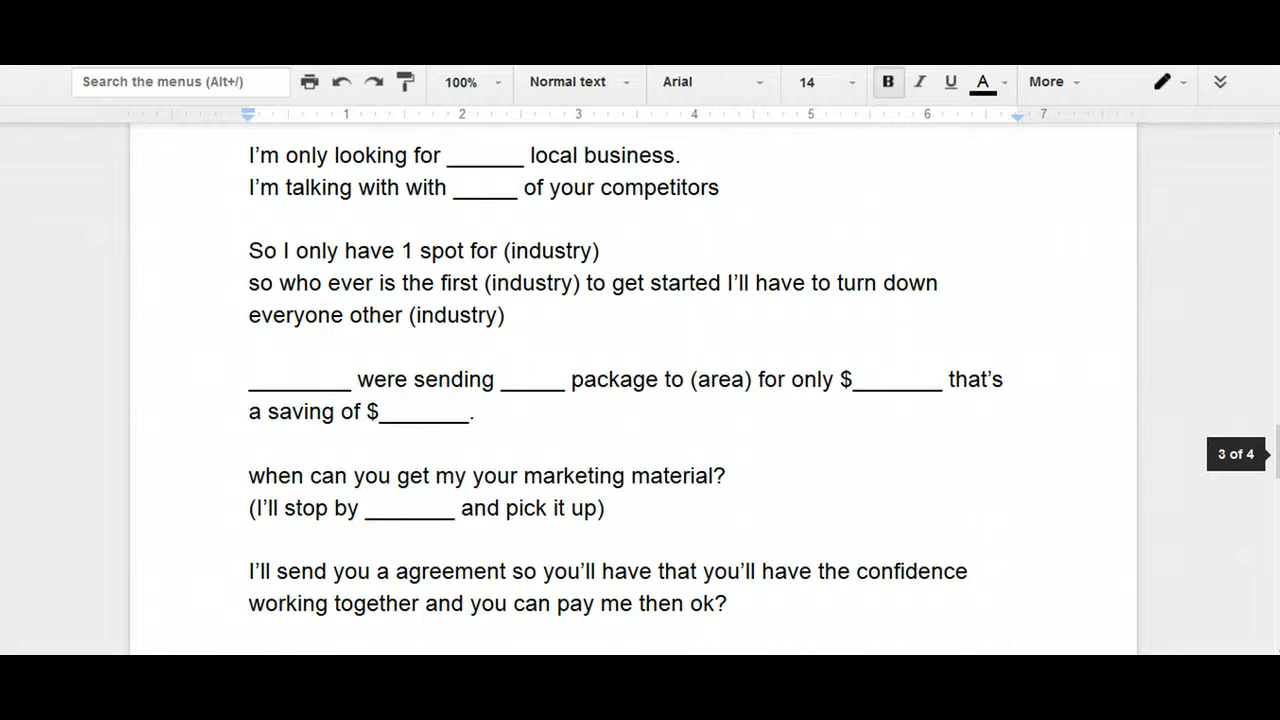 Search the menus (Alt+/) 100% Normal text Arial 14 B I U A More
1 2 3 4 5 6 7
I'm only looking for _______ local business.
I'm talking with with ______ of your competitors
So I only have 1 spot for (industry)
so who ever is the first (industry) to get started I'll have to turn down
everyone other (industry)
_________ were sending ______ package to (area) for only $________ that's
a saving of $________.
3 of 4
when can you get my your marketing material?
(I'll stop by ________ and pick it up)
I'll send you a agreement so you'll have that you'll have the confidence
working together and you can pay me then ok?